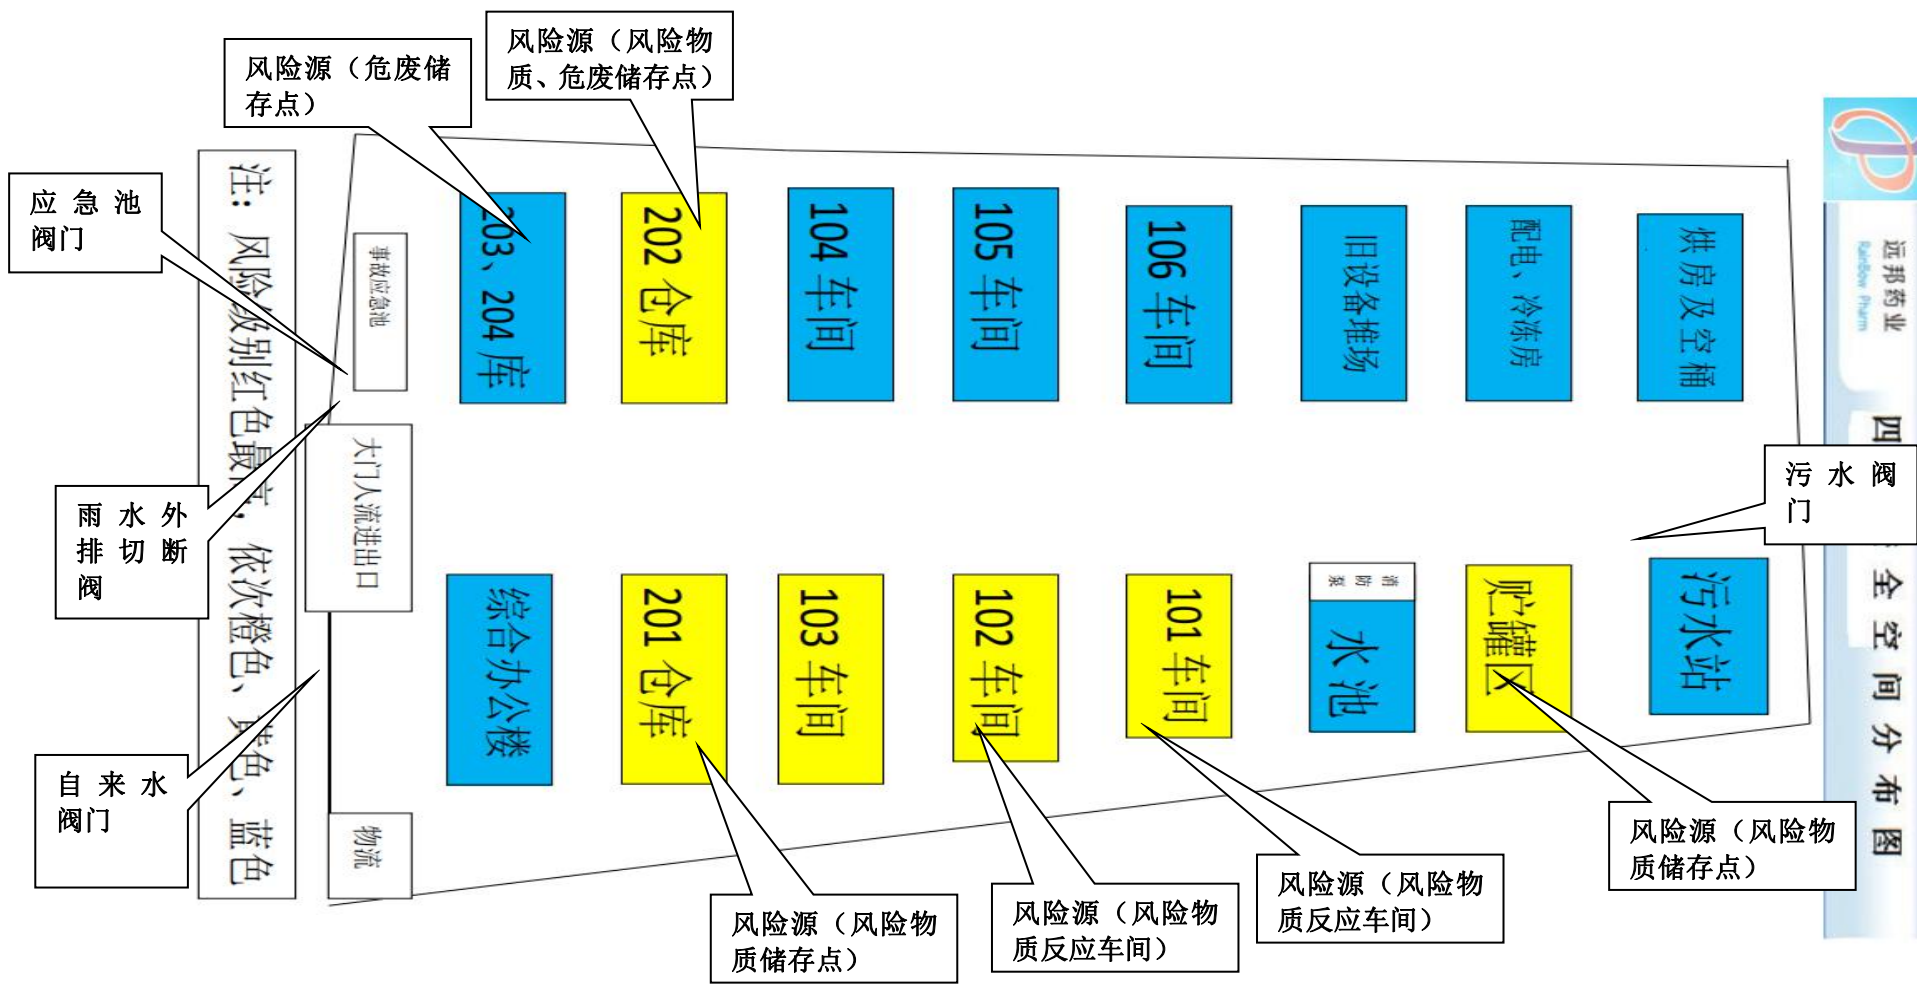 风险源（危废储
存点）
风险源（风险物
质、危废储存点）
应急池
阀门
雨水外
排切断
阀
自来水
阀门
注：风险级别红色最高，依次橙色、黄色、蓝色
事故应急池
大门人流进出口
物流
203、204库
202仓库
104车间
105车间
106车间
旧设备堆场
配电、冷冻房
烘房及空桶
综合办公楼
201仓库
103车间
102车间
101车间
消防泵
水池
贮罐区
污水站
污水阀
门
风险源（风险物
质储存点）
风险源（风险物
质反应车间）
风险源（风险物
质反应车间）
风险源（风险物
质储存点）
远邦药业
RainBow Pharm
四
全空间分布图